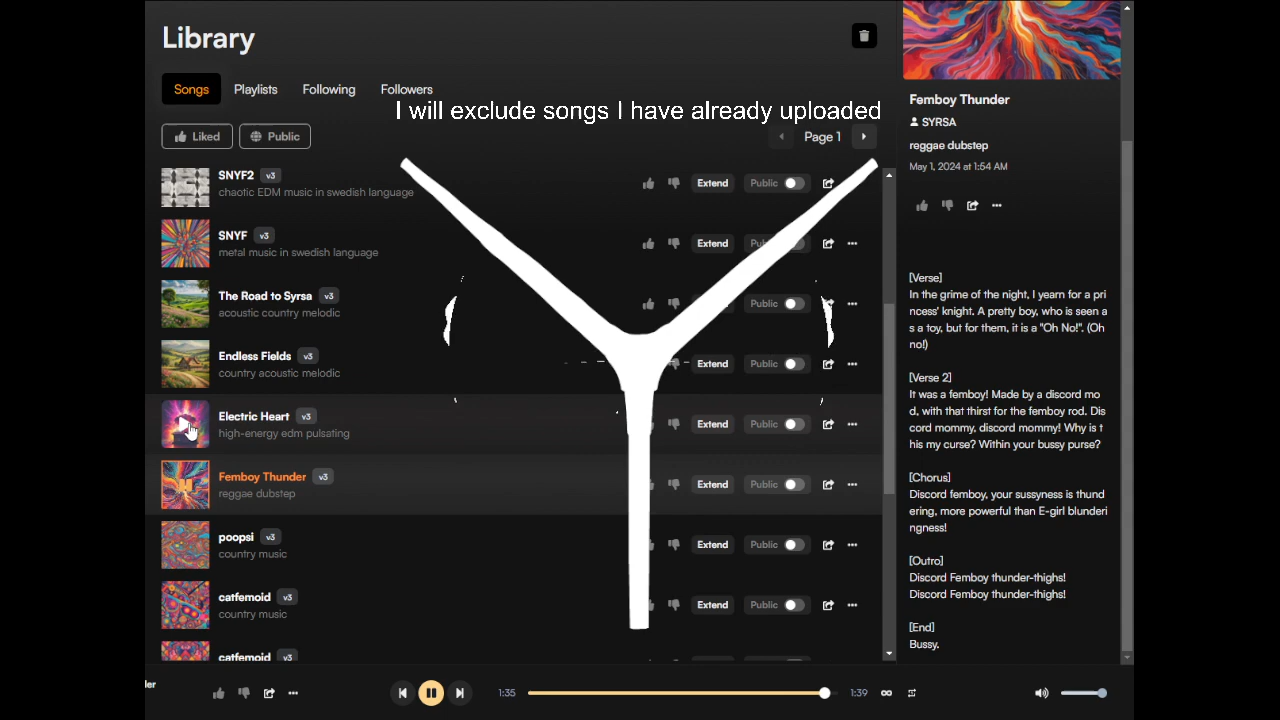 Library
Songs
Playlists
Following
Followers
I will exclude songs I have already uploaded
Liked
Public
Page 1
SNYF2 v3
chaotic EDM music in swedish language
Extend
Public
SNYF v3
metal music in swedish language
Extend
The Road to Syrsa v3
acoustic country melodic
Extend
Public
Endless Fields v3
country acoustic melodic
Extend
Public
Electric Heart v3
high-energy edm pulsating
Extend
Public
Femboy Thunder v3
reggae dubstep
Extend
Public
poopsi v3
country music
Extend
Public
catfemoid v3
country music
Extend
Public
catfemoid v3
Femboy Thunder
SYRSA
reggae dubstep
May 1, 2024 at 1:54 AM
[Verse]
In the grime of the night, I yearn for a pri
ncess' knight. A pretty boy, who is seen a
s a toy, but for them, it is a "Oh No!". (Oh
no!)
[Verse 2]
It was a femboy! Made by a discord mo
d, with that thirst for the femboy rod. Dis
cord mommy, discord mommy! Why is t
his my curse? Within your bussy purse?
[Chorus]
Discord femboy, your sussyness is thund
ering, more powerful than E-girl blunderi
ngness!
[Outro]
Discord Femboy thunder-thighs!
Discord Femboy thunder-thighs!
[End]
Bussy.
der
1:35
1:39